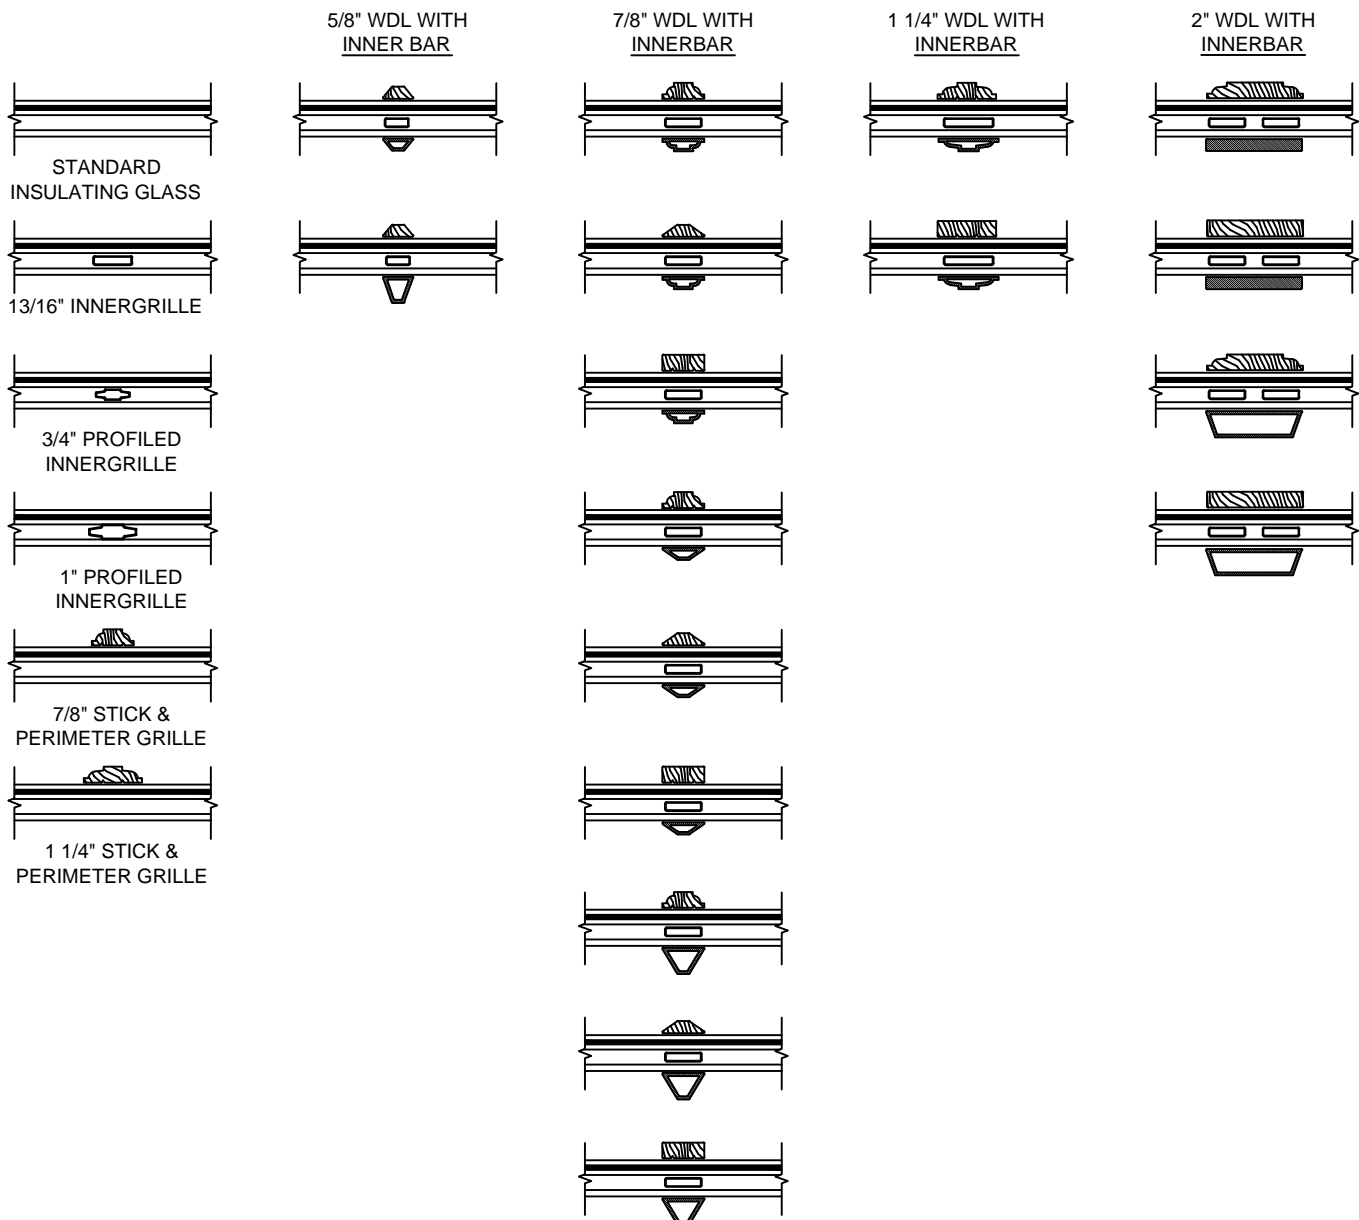 5/8" WDL WITH
INNER BAR
7/8" WDL WITH
INNERBAR
1 1/4" WDL WITH
INNERBAR
2" WDL WITH
INNERBAR
STANDARD
INSULATING GLASS
13/16" INNERGRILLE
3/4" PROFILED
INNERGRILLE
1" PROFILED
INNERGRILLE
7/8" STICK &
PERIMETER GRILLE
1 1/4" STICK &
PERIMETER GRILLE